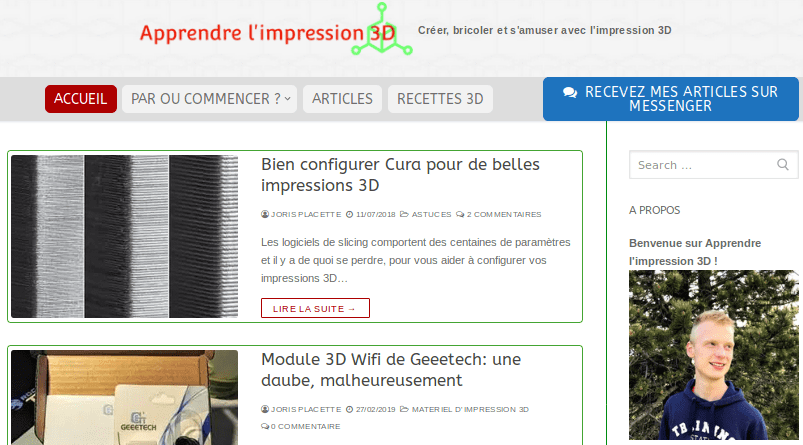 Apprendre l'impression 3D
Créer, bricoler et s'amuser avec l'impression 3D
ACCUEIL
PAR OU COMMENCER ?
ARTICLES
RECETTES 3D
RECEVEZ MES ARTICLES SUR
MESSENGER
Bien configurer Cura pour de belles
impressions 3D
JORIS PLACETTE 11/07/2018 ASTUCES 2 COMMENTAIRES
Les logiciels de slicing comportent des centaines de paramètres
et il y a de quoi se perdre, pour vous aider à configurer vos
impressions 3D…
LIRE LA SUITE →
GEEETECH
Module 3D Wifi de Geeetech: une
daube, malheureusement
JORIS PLACETTE 27/02/2019 MATERIEL D'IMPRESSION 3D
0 COMMENTAIRE
Search …
A PROPOS
Benvenue sur Apprendre
l'impression 3D !